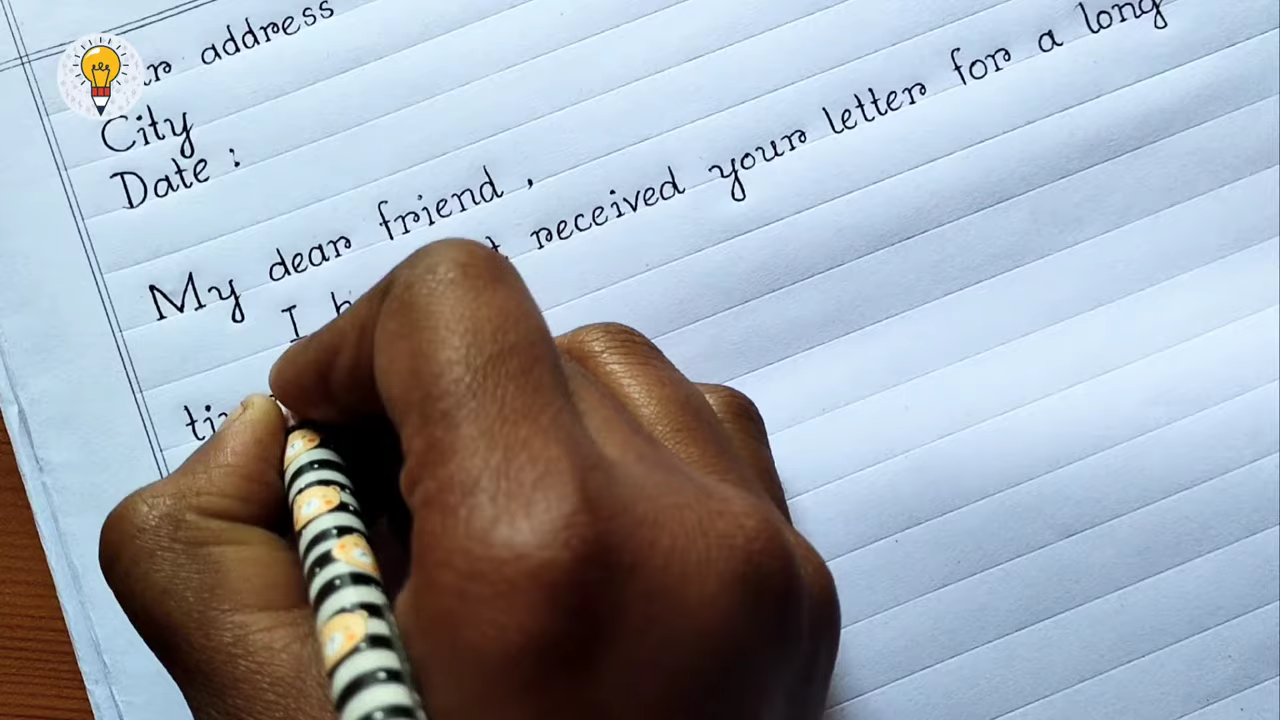 address
City
Date :
My dear friend ,
I received your letter for a long